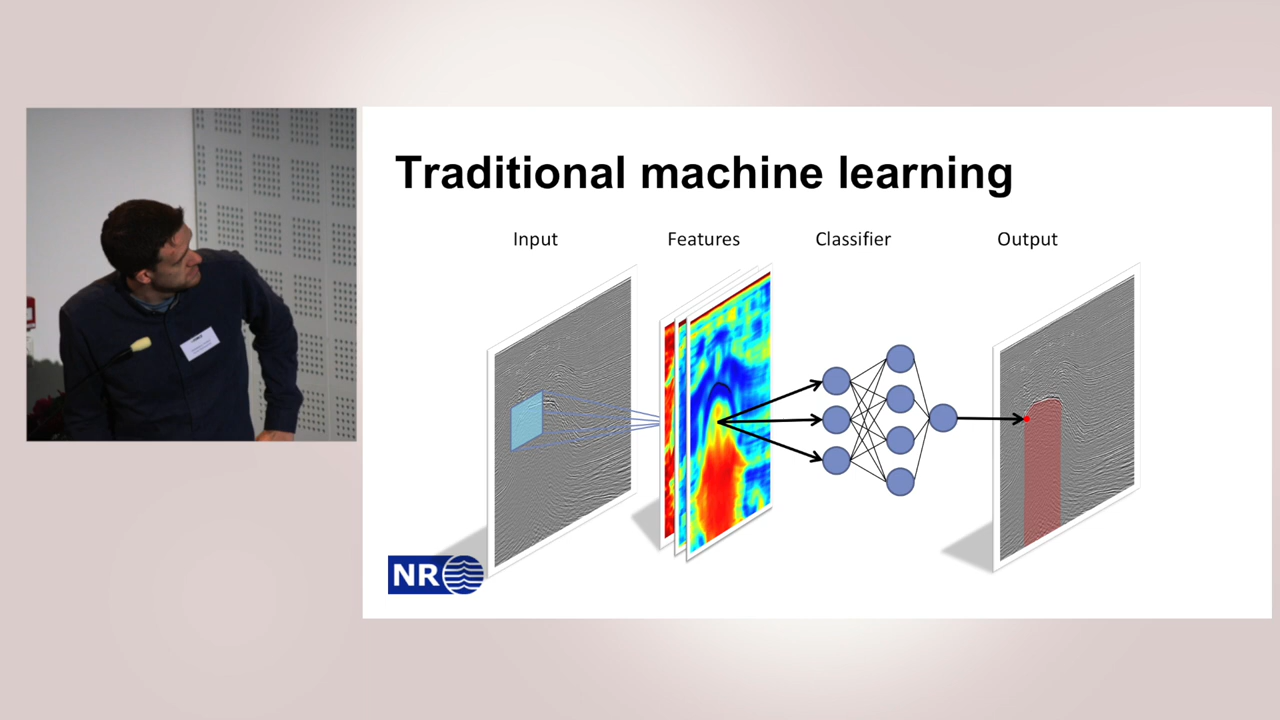 Traditional machine learning
Input Features Classifier Output
NR